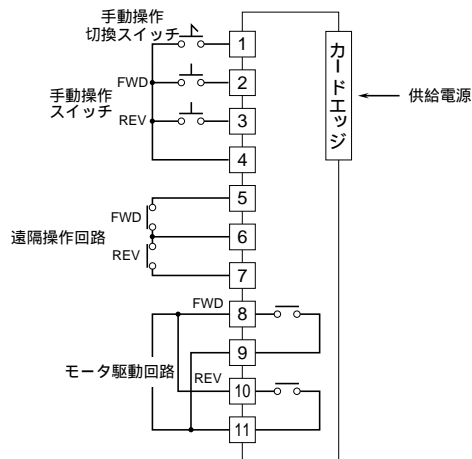 手動操作
切換スイッチ
1
FWD
2
手動操作
スイッチ
REV
3
4
カードエッジ
供給電源
5
FWD
6
遠隔操作回路
REV
7
FWD
8
9
モータ駆動回路
REV
10
11